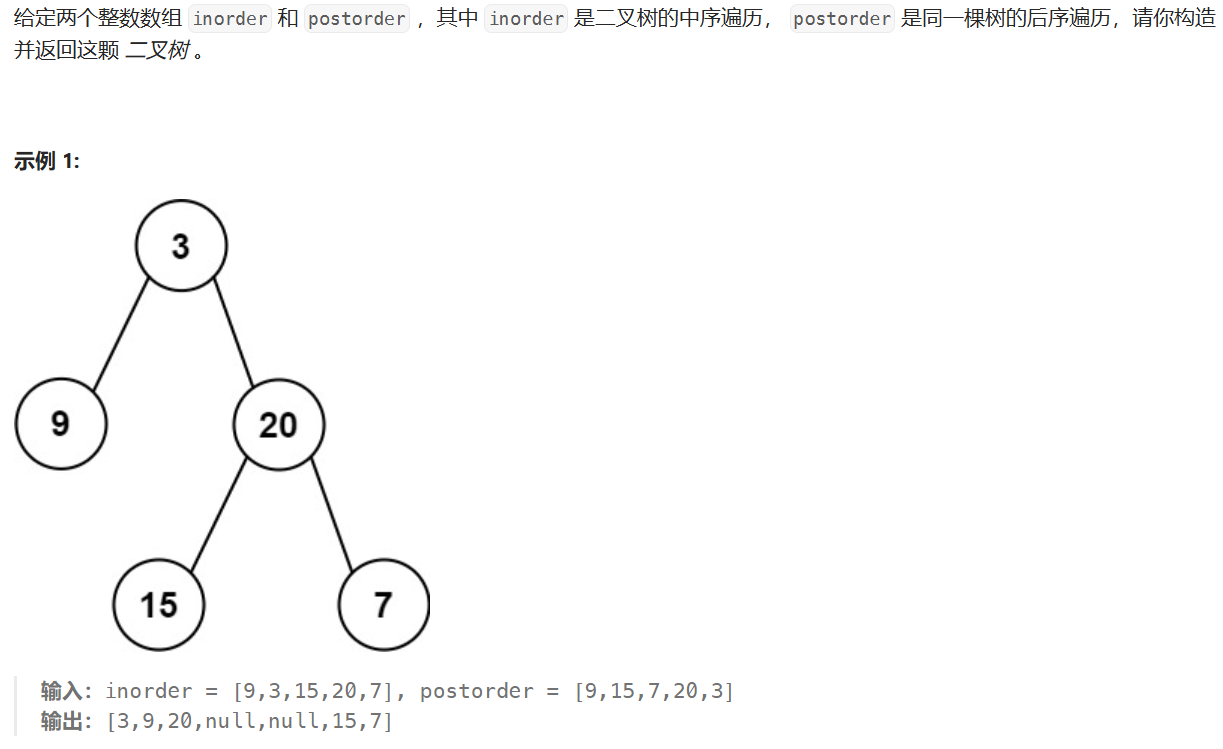 给定两个整数数组 inorder 和 postorder ，其中 inorder 是二叉树的中序遍历， postorder 是同一棵树的后序遍历，请你构造
并返回这颗 二叉树 。
示例 1:
3
9
20
15
7
输入：inorder = [9,3,15,20,7], postorder = [9,15,7,20,3]
输出：[3,9,20,null,null,15,7]